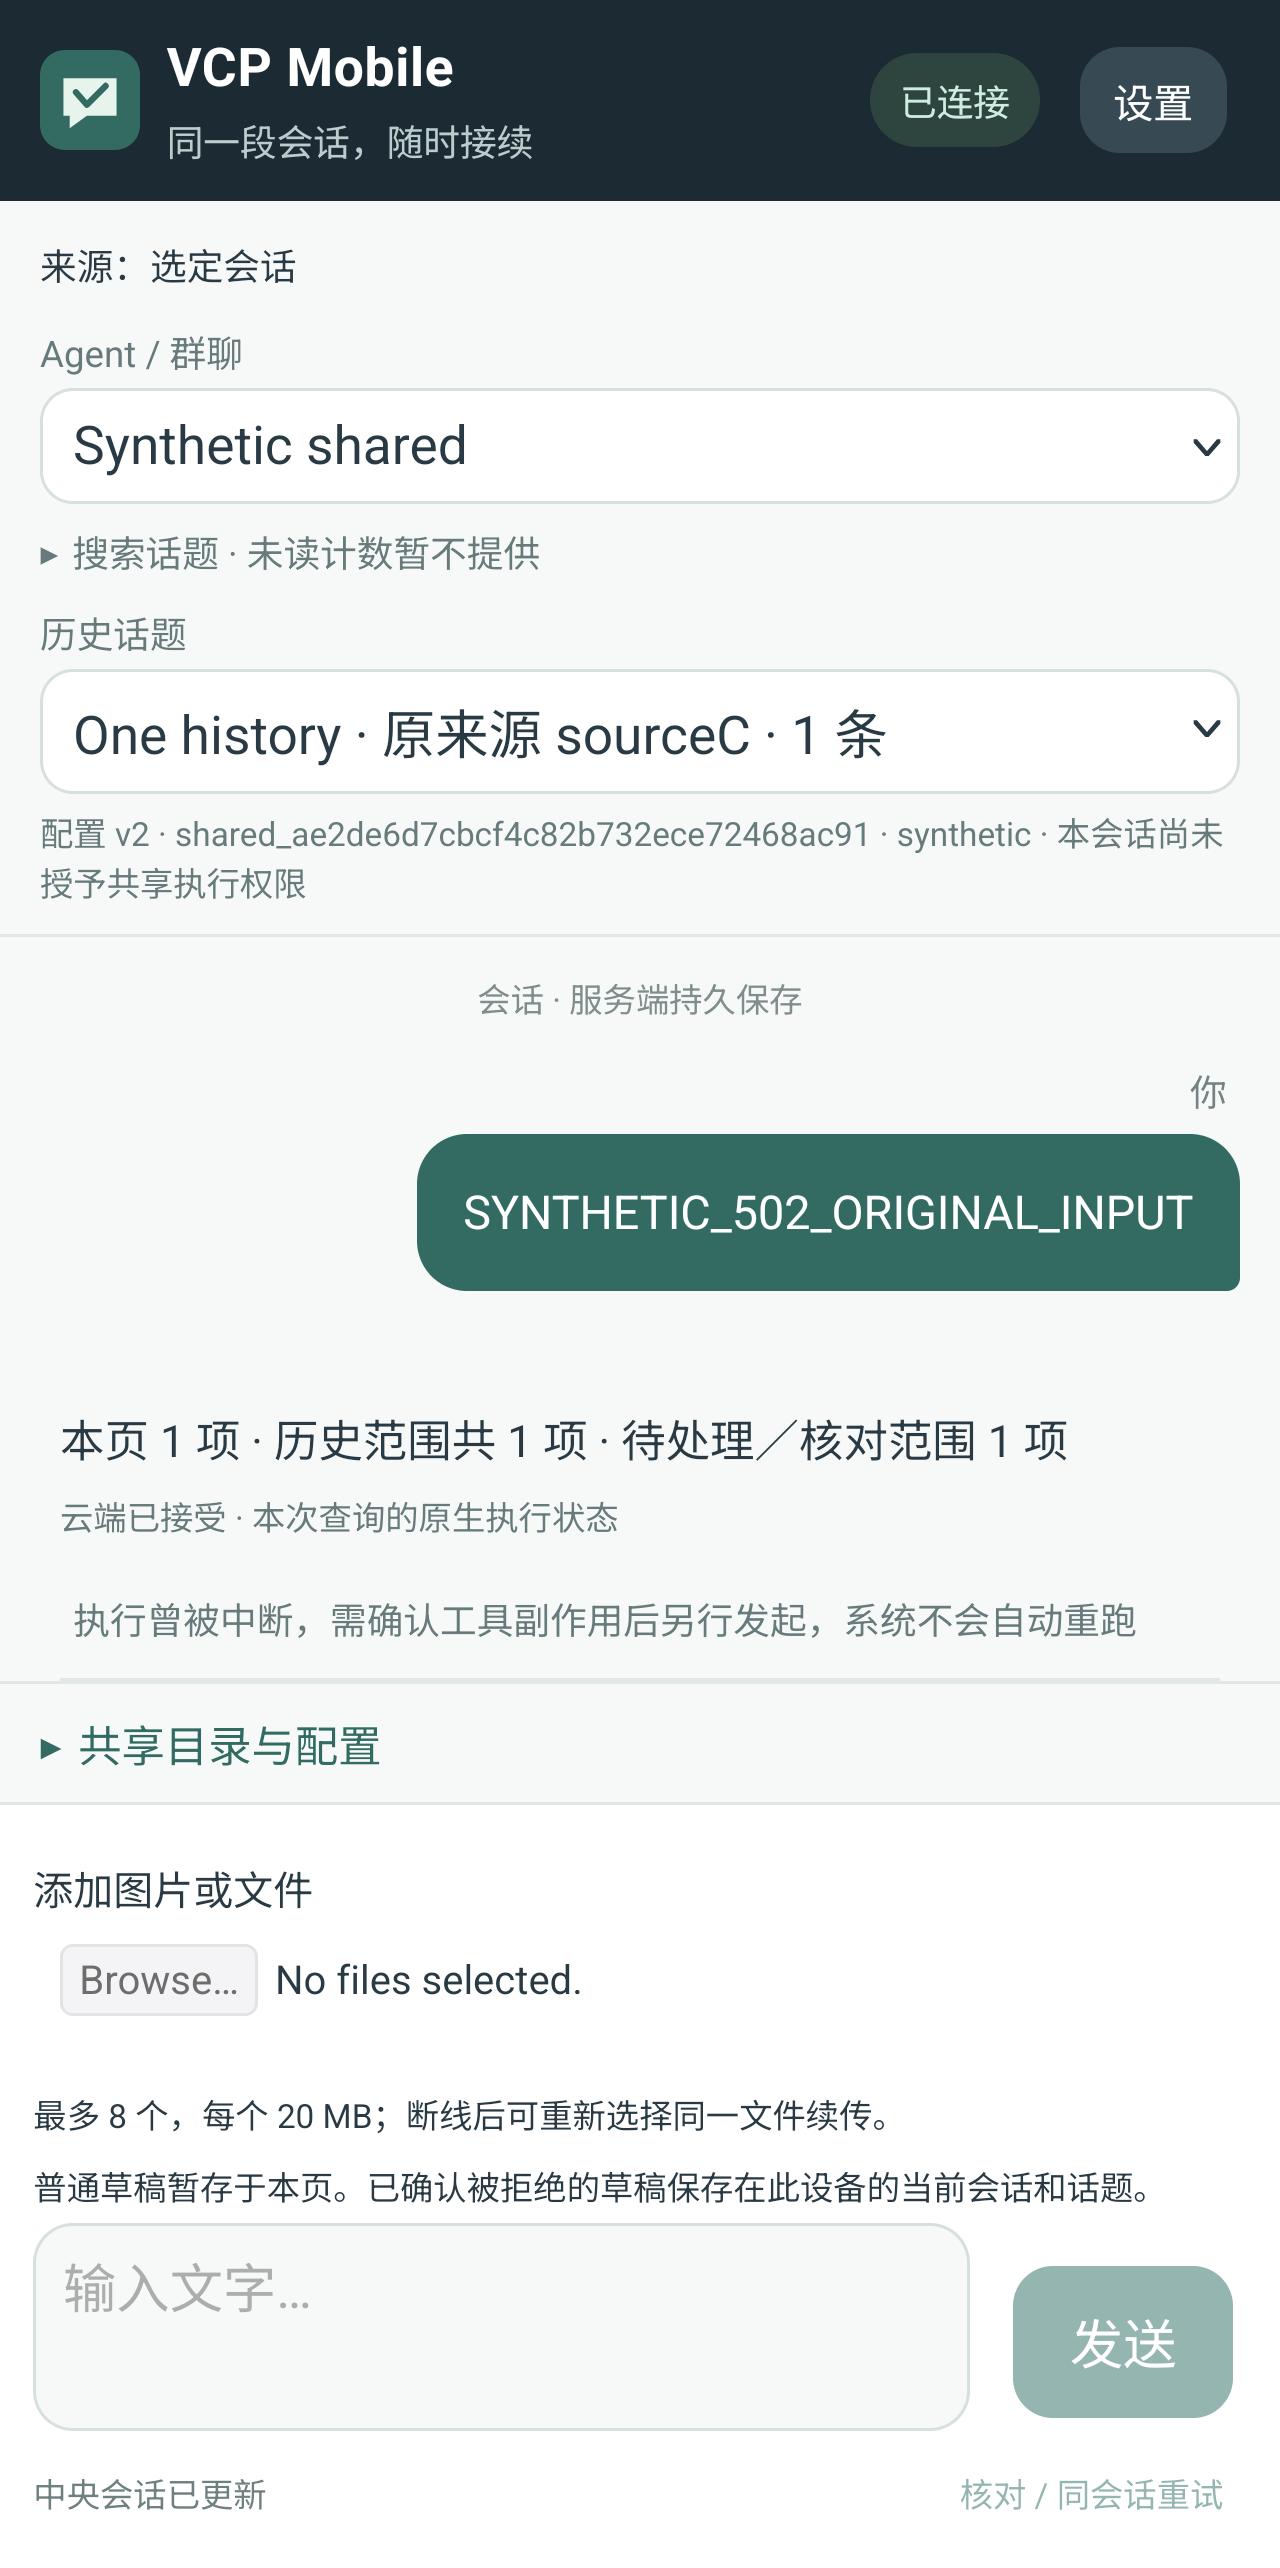 VCP Mobile
同一段会话，随时接续
已连接
设置
来源：选定会话
Agent / 群聊
Synthetic shared
▸ 搜索话题 · 未读计数暂不提供
历史话题
One history · 原来源 sourceC · 1 条
配置 v2 · shared_ae2de6d7cbcf4c82b732ece72468ac91 · synthetic · 本会话尚未
授予共享执行权限
会话 · 服务端持久保存
你
SYNTHETIC_502_ORIGINAL_INPUT
本页 1 项 · 历史范围共 1 项 · 待处理／核对范围 1 项
云端已接受 · 本次查询的原生执行状态
执行曾被中断，需确认工具副作用后另行发起，系统不会自动重跑
▸ 共享目录与配置
添加图片或文件
Browse… No files selected.
最多 8 个，每个 20 MB；断线后可重新选择同一文件续传。
普通草稿暂存于本页。已确认被拒绝的草稿保存在此设备的当前会话和话题。
输入文字…
发送
中央会话已更新
核对 / 同会话重试